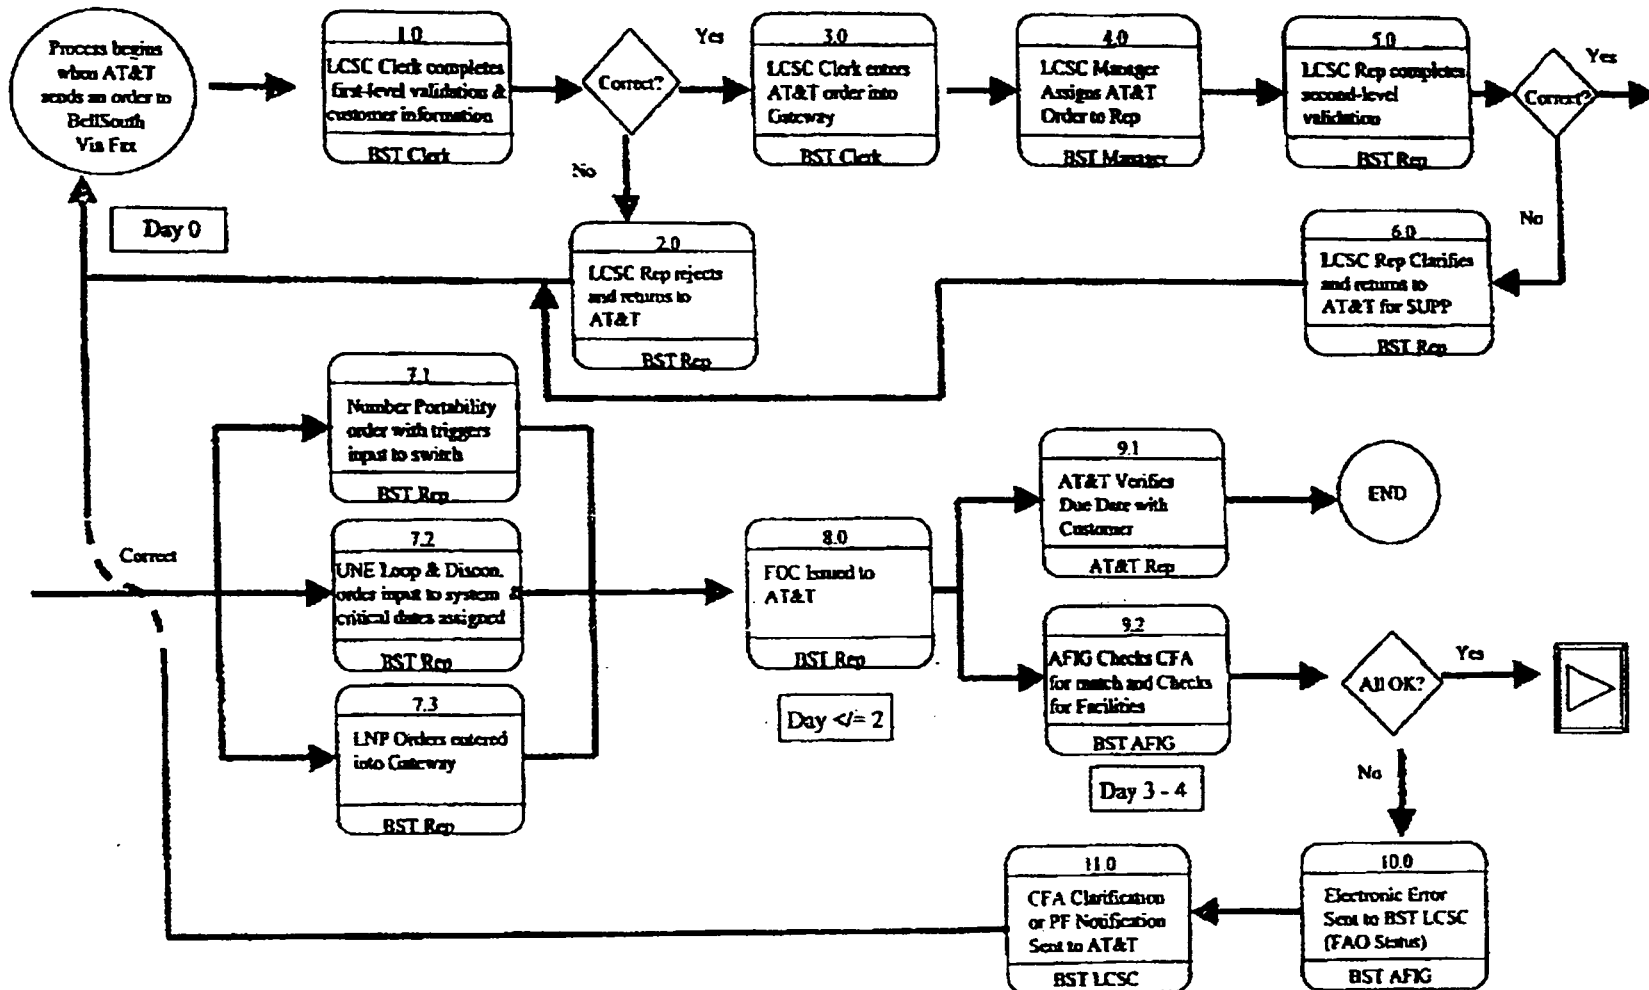 Process begins
when AT&T
sends an order to
BellSouth
Via Fax
1.0
LCSC Clerk completes
first-level validation &
customer information
BST Clerk
Correct?
Yes
No
3.0
LCSC Clerk enters
AT&T order into
Gateway
BST Clerk
4.0
LCSC Manager
Assigns AT&T
Order to Rep
BST Manager
5.0
LCSC Rep completes
second-level
validation
BST Rep
Correct?
Yes
No
Day 0
2.0
LCSC Rep rejects
and returns to
AT&T
BST Rep
6.0
LCSC Rep Clarifies
and returns to
AT&T for SUPP
BST Rep
7.1
Number Portability
order with triggers
input to switch
BST Rep
Correct
7.2
UNE Loop & Discon.
order input to system &
critical dates assigned
BST Rep
7.3
LNP Orders entered
into Gateway
BST Rep
8.0
FOC Issued to
AT&T
BST Rep
Day </= 2
9.1
AT&T Verifies
Due Date with
Customer
AT&T Rep
END
9.2
AFIG Checks CFA
for match and Checks
for Facilities
BST AFIG
Day 3 - 4
All OK?
Yes
No
11.0
CFA Clarification
or PF Notification
Sent to AT&T
BST LCSC
10.0
Electronic Error
Sent to BST LCSC
(FAO Status)
BST AFIG